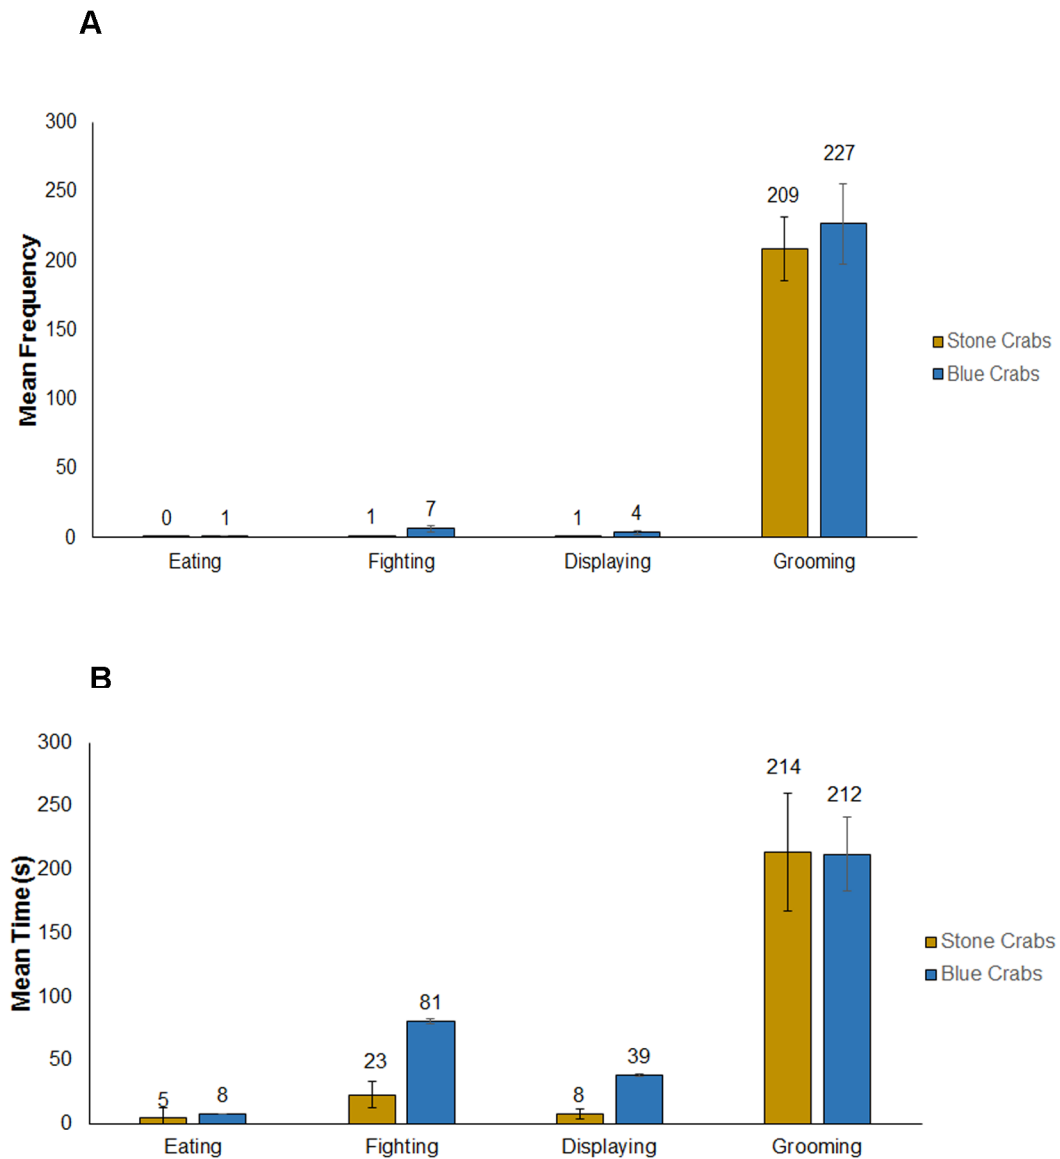 A
300
250
200
150
100
50
0
Mean Frequency
0 1 1 7 1 4 209 227
Eating Fighting Displaying Grooming
Stone Crabs
Blue Crabs
B
300
250
200
150
100
50
0
Mean Time (s)
5 8 23 81 8 39 214 212
Eating Fighting Displaying Grooming
Stone Crabs
Blue Crabs